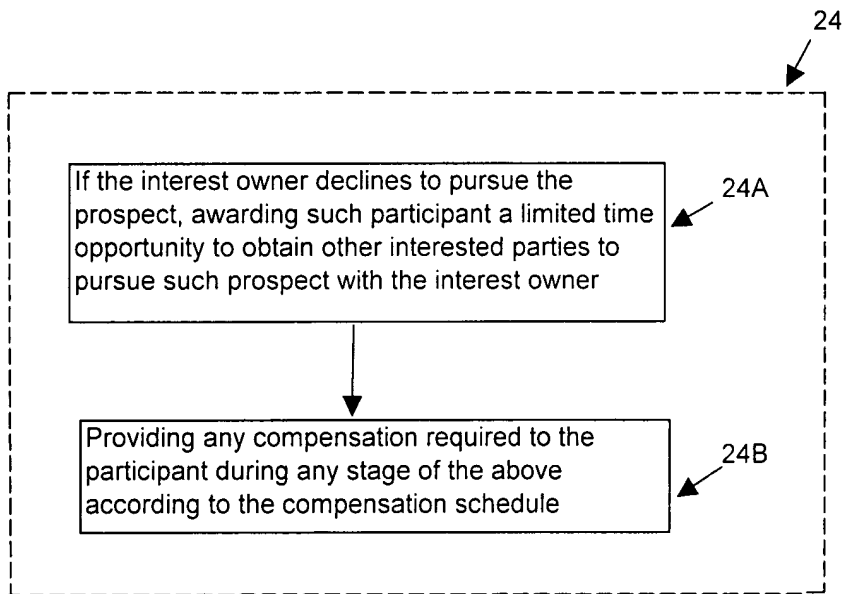 24
If the interest owner declines to pursue the
prospect, awarding such participant a limited time
opportunity to obtain other interested parties to
pursue such prospect with the interest owner
24A
Providing any compensation required to the
participant during any stage of the above
according to the compensation schedule
24B